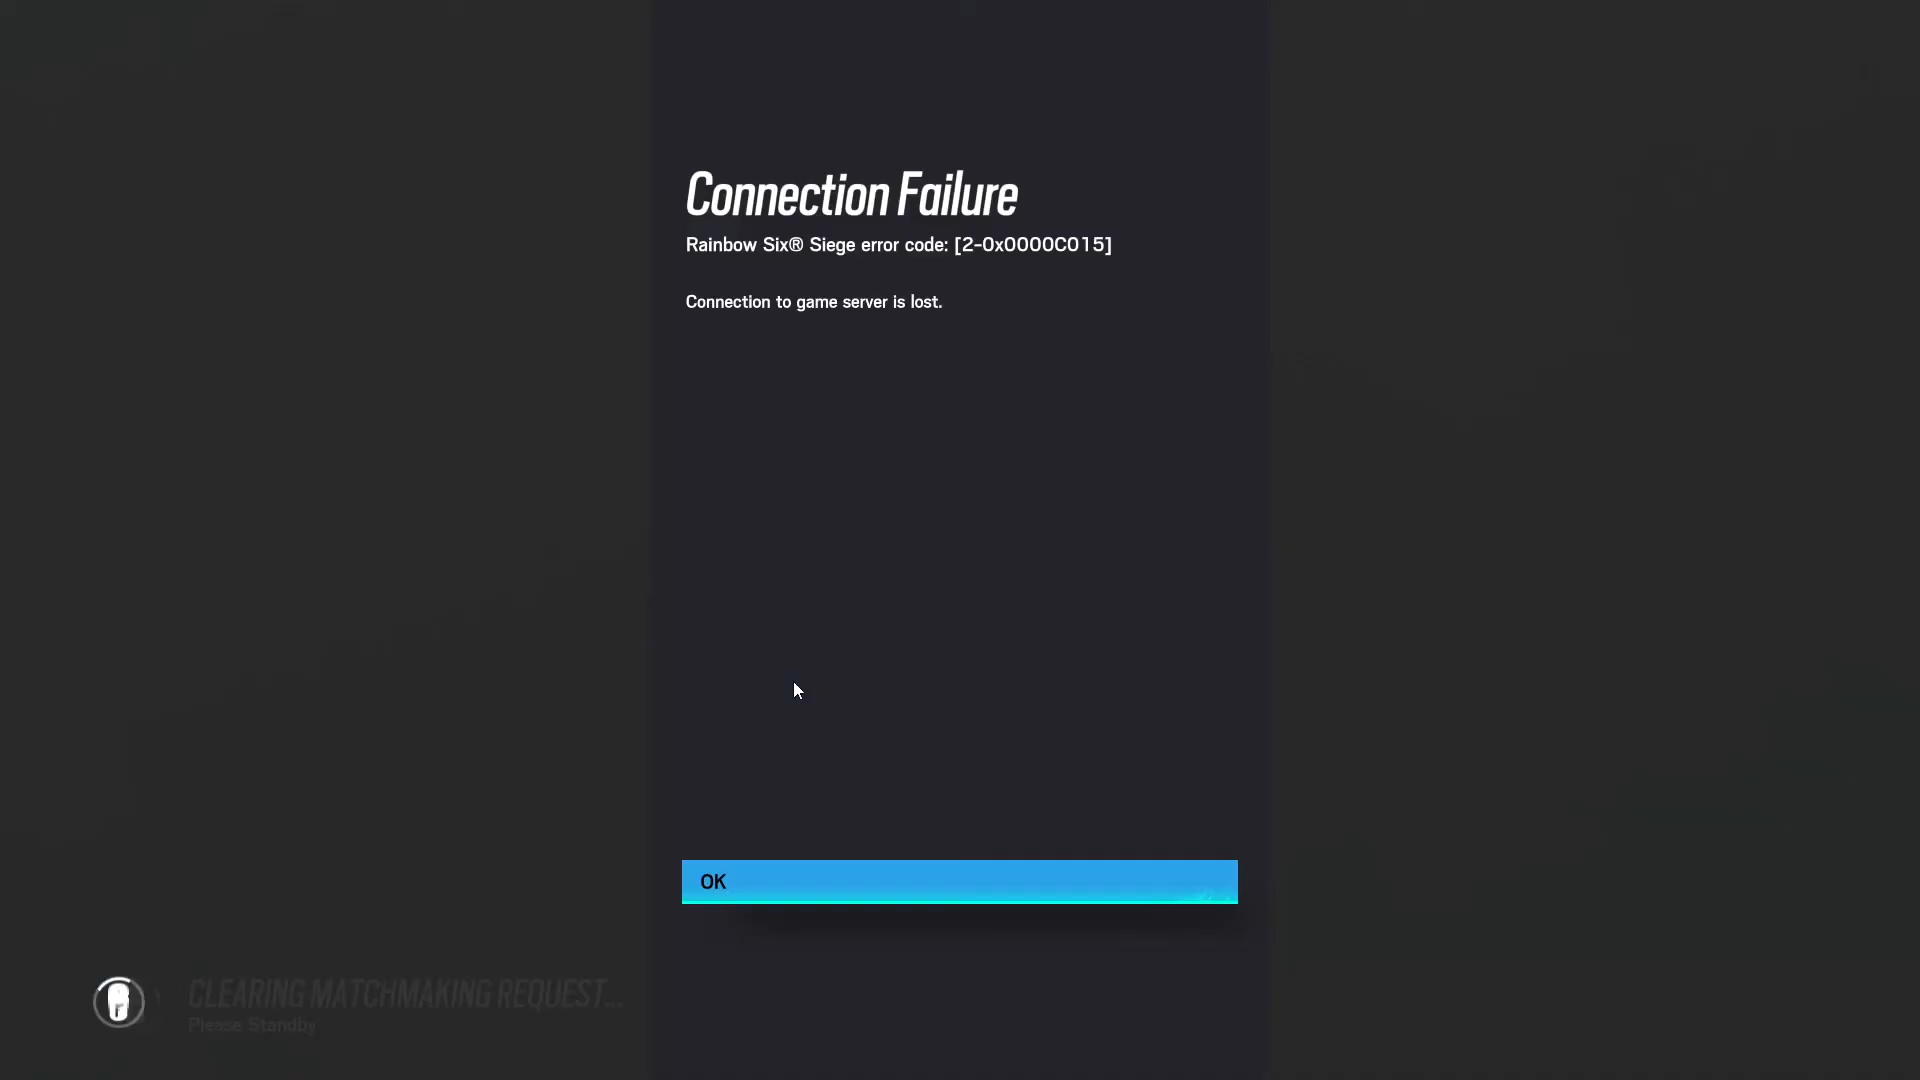 Connection Failure
Rainbow Six® Siege error code: [2-0x0000C015]
Connection to game server is lost.
OK
CLEARING MATCHMAKING REQUEST...
Please Standby